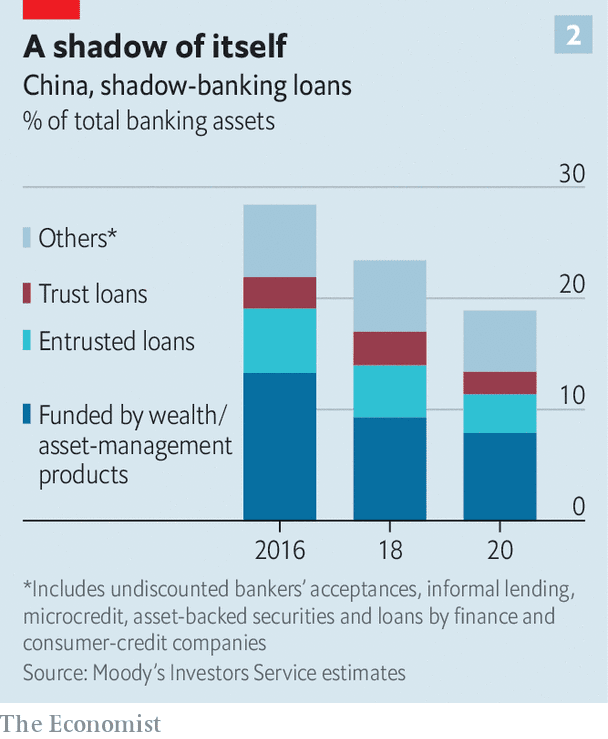 2
A shadow of itself
China, shadow-banking loans
% of total banking assets
30
20
10
0
Others*
Trust loans
Entrusted loans
Funded by wealth/
asset-management
products
2016 18 20
*Includes undiscounted bankers’ acceptances, informal lending,
microcredit, asset-backed securities and loans by finance and
consumer-credit companies
Source: Moody’s Investors Service estimates
The Economist